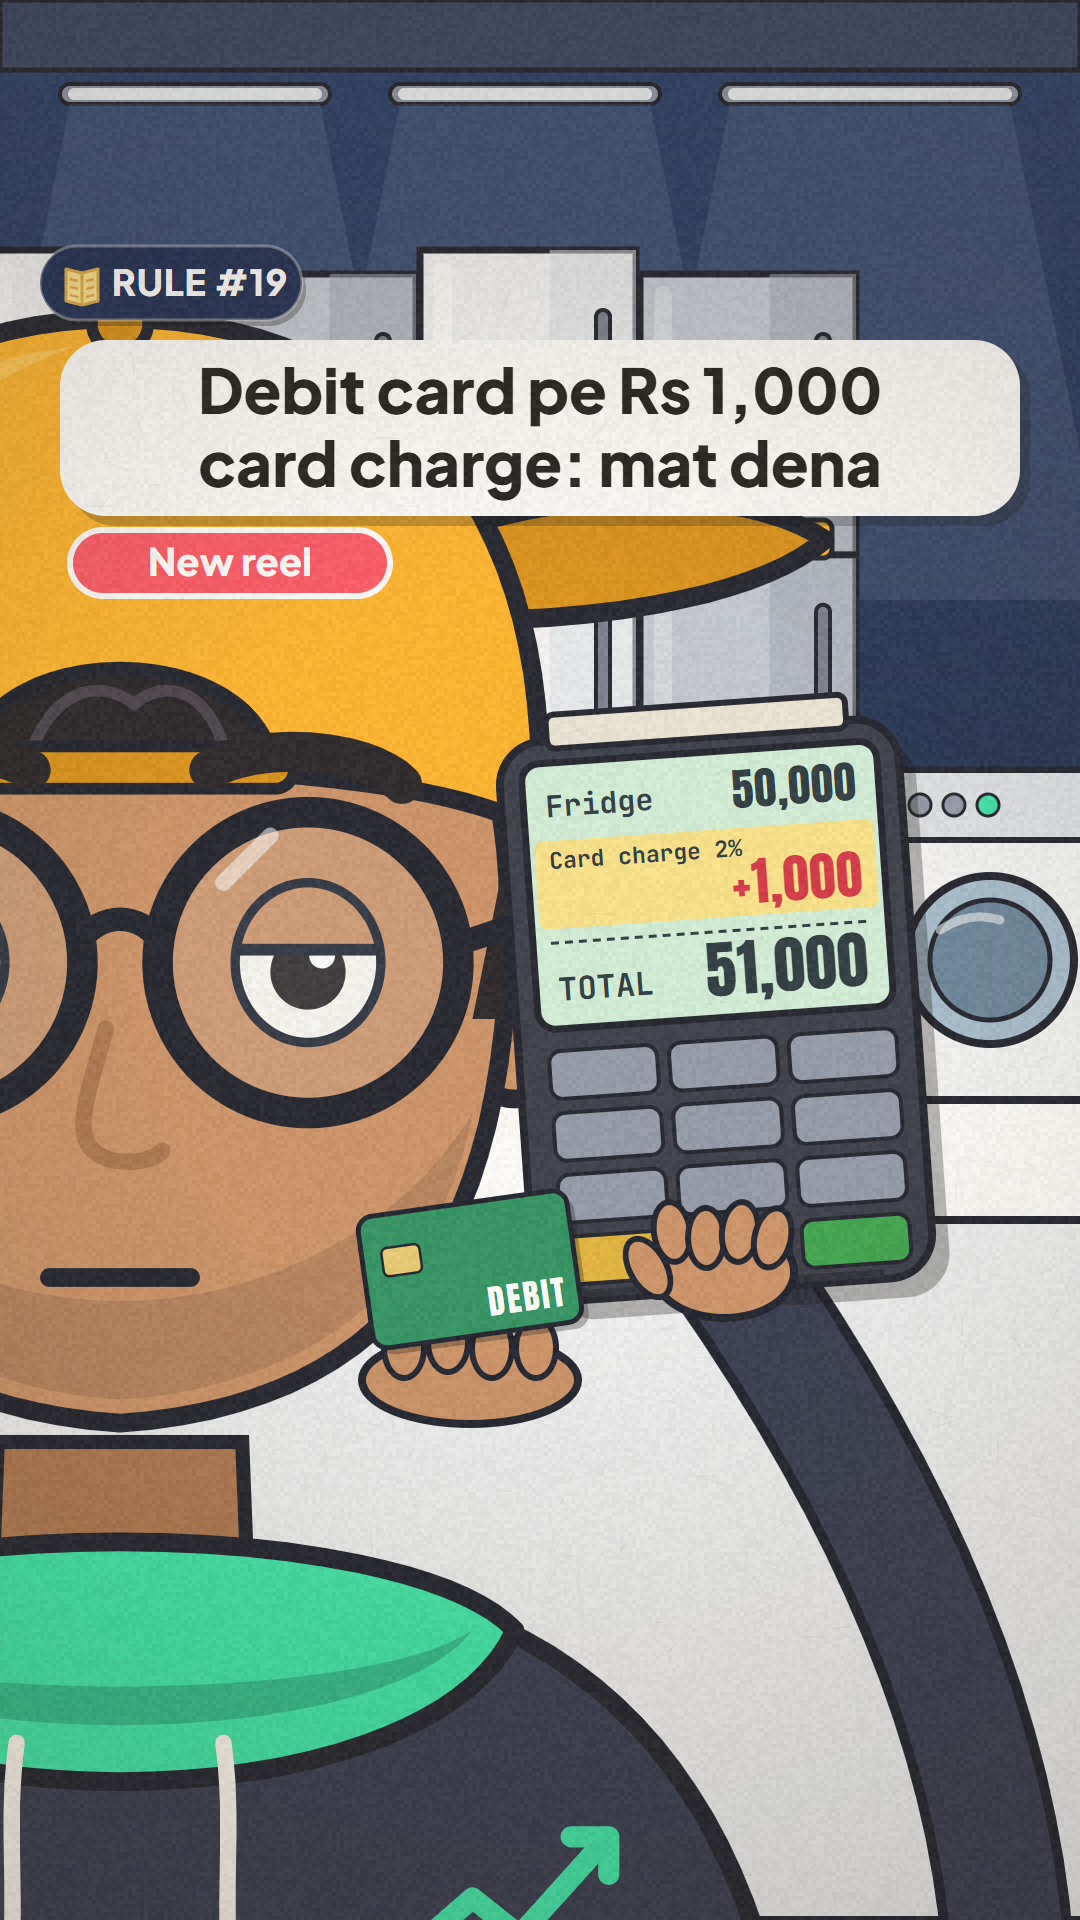 RULE #19
Debit card pe Rs 1,000
card charge: mat dena
New reel
Fridge 50,000
Card charge 2%
+1,000
TOTAL 51,000
DEBIT